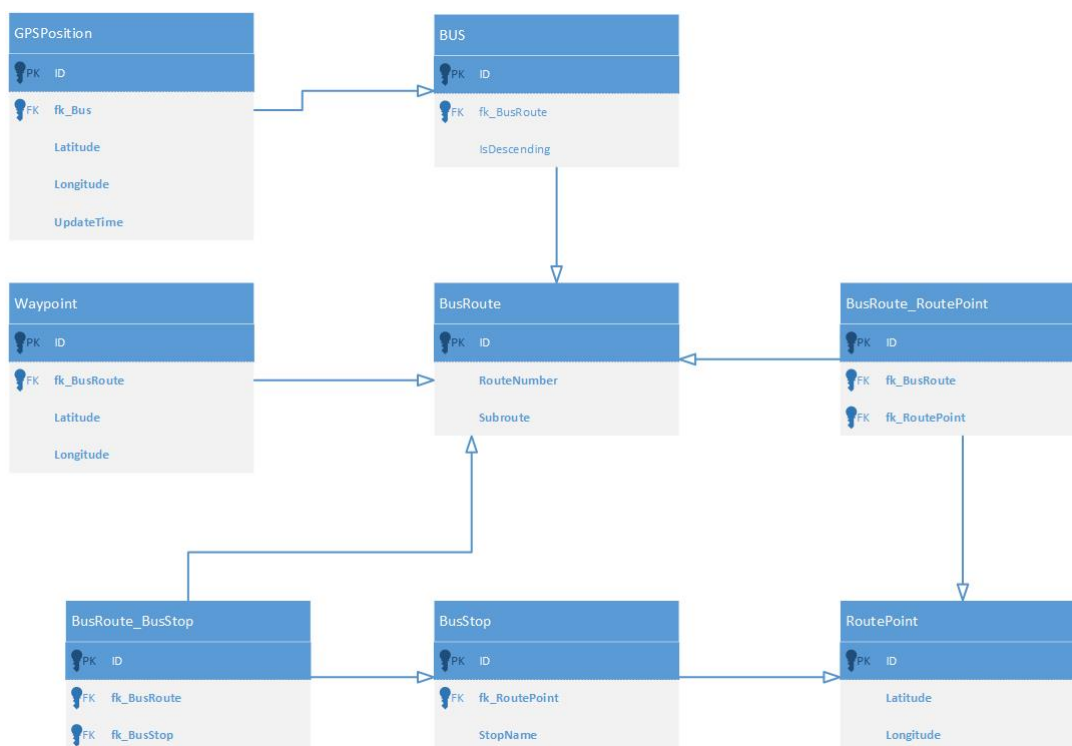 GPSPosition
PK ID
FK fk_Bus
Latitude
Longitude
UpdateTime
BUS
PK ID
FK fk_BusRoute
IsDescending
Waypoint
PK ID
FK fk_BusRoute
Latitude
Longitude
BusRoute
PK ID
RouteNumber
Subroute
BusRoute_RoutePoint
PK ID
FK fk_BusRoute
FK fk_RoutePoint
BusRoute_BusStop
PK ID
FK fk_BusRoute
FK fk_BusStop
BusStop
PK ID
FK fk_RoutePoint
StopName
RoutePoint
PK ID
Latitude
Longitude